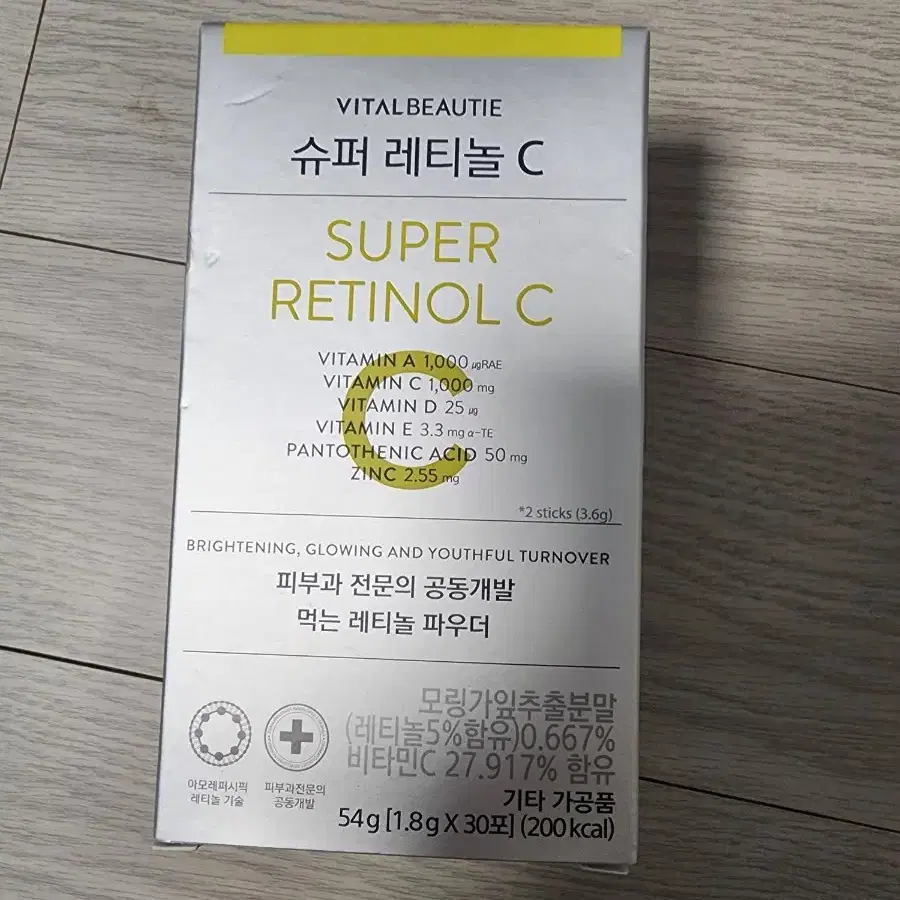 VITALBEAUTIE
슈퍼 레티놀 C
SUPER
RETINOL C
VITAMIN A 1,000 μgRAE
VITAMIN C 1,000 mg
VITAMIN D 25 μg
VITAMIN E 3.3 mg α-TE
PANTOTHENIC ACID 50 mg
ZINC 2.55 mg
*2 sticks (3.6g)
BRIGHTENING, GLOWING AND YOUTHFUL TURNOVER
피부과 전문의 공동개발
먹는 레티놀 파우더
모링가잎추출분말
(레티놀5%함유)0.667%
비타민C 27.917% 함유
아모레퍼시픽
레티놀 기술
피부과전문의
공동개발
기타 가공품
54g [1.8g X 30포] (200kcal)